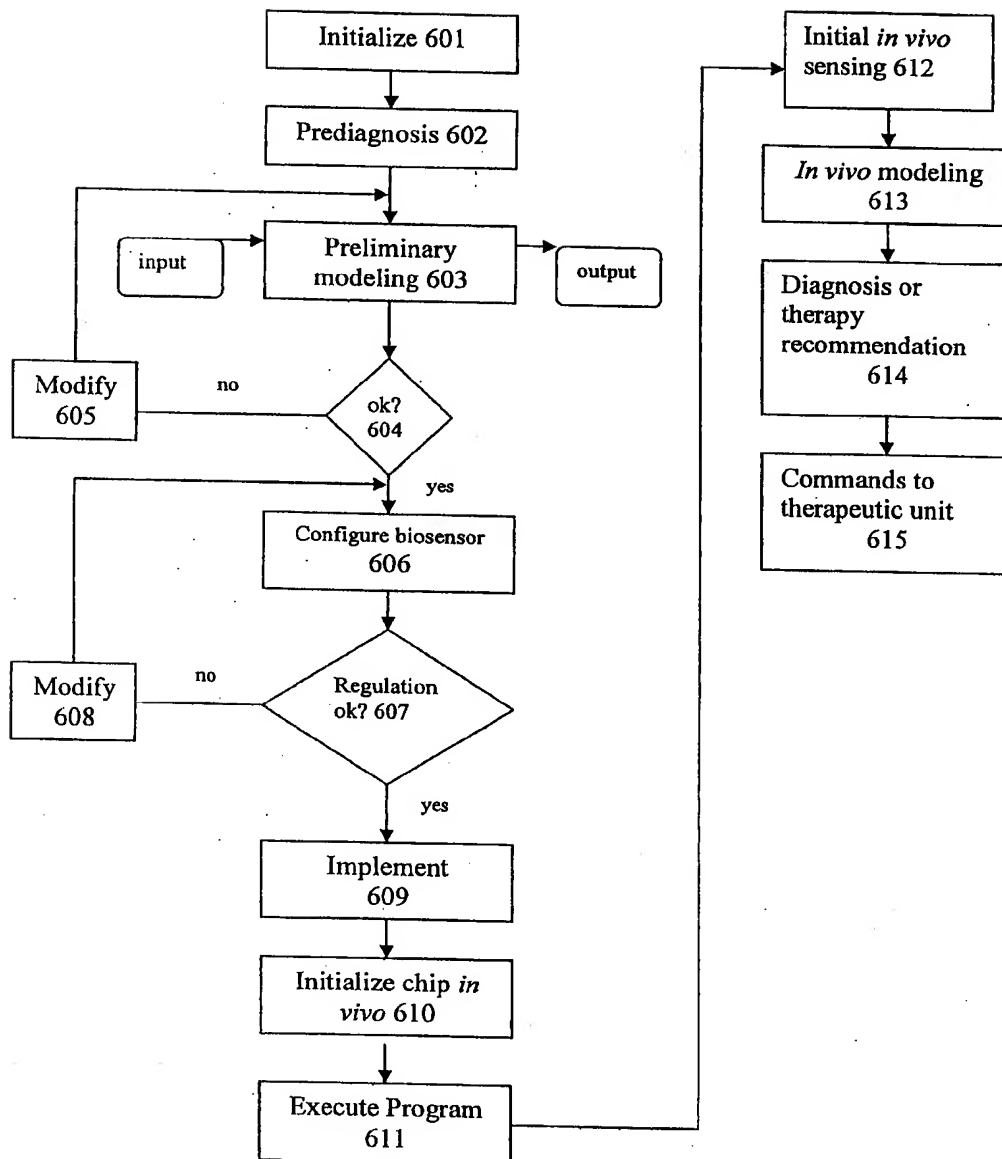 Initialize 601
Prediagnosis 602
input
Preliminary
modeling 603
output
ok?
604
no
Modify
605
yes
Configure biosensor
606
Regulation
ok? 607
no
Modify
608
yes
Implement
609
Initialize chip in
vivo 610
Execute Program
611
Initial in vivo
sensing 612
In vivo modeling
613
Diagnosis or
therapy
recommendation
614
Commands to
therapeutic unit
615